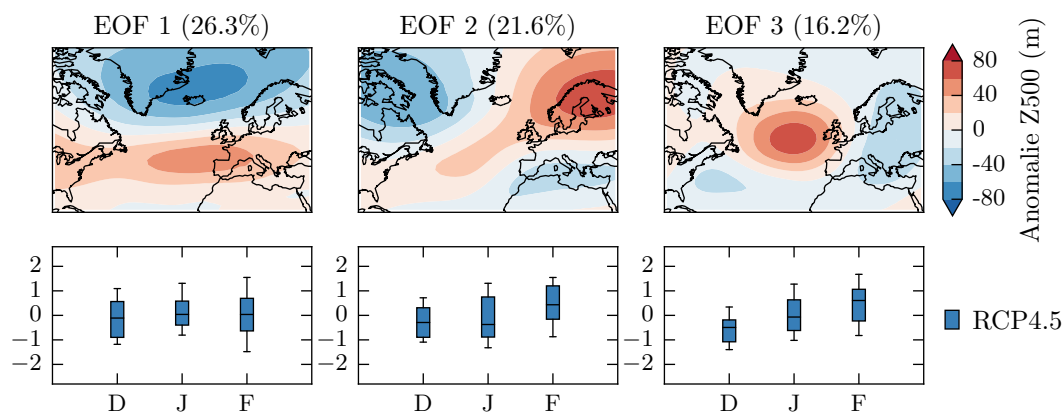 EOF 1 (26.3%)
EOF 2 (21.6%)
EOF 3 (16.2%)
80
40
0
-40
-80
Anomalie Z500 (m)
2
1
0
−1
−2
D J F
2
1
0
−1
−2
D J F
2
1
0
−1
−2
D J F
RCP4.5